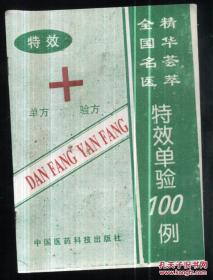 精华荟萃
全国名医
特效单验100例
特效
单方 验方
DAN FANG YAN FANG
中国医药科技出版社